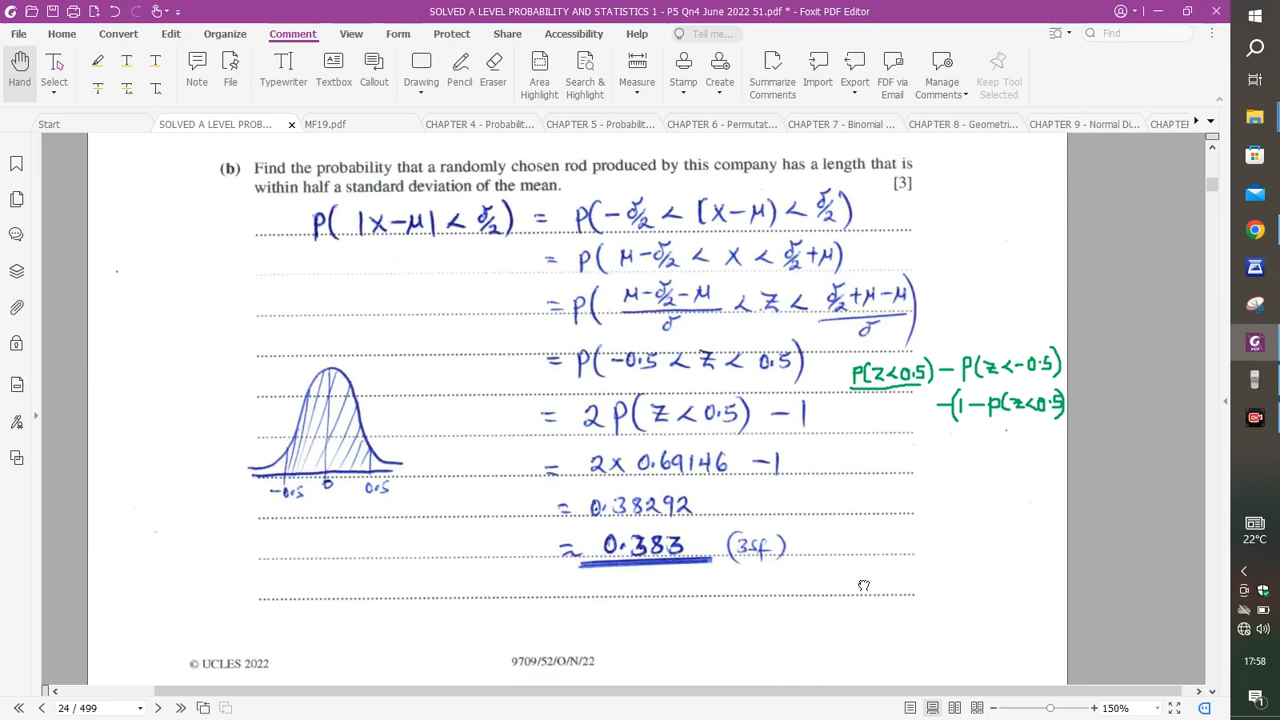 SOLVED A LEVEL PROBABILITY AND STATISTICS 1 - P5 Qn4 June 2022 51.pdf * - Foxit PDF Editor
File Home Convert Edit Organize Comment View Form Protect Share Accessibility Help Tell me... Find
Hand Select Note File Typewriter Textbox Callout Drawing Pencil Eraser Area Highlight Search & Highlight Measure Stamp Create Summarize Comments Import Export FDF via Email Manage Comments Keep Tool Selected
Start SOLVED A LEVEL PROB... MF19.pdf CHAPTER 4 - Probabilit... CHAPTER 5 - Probabilit... CHAPTER 6 - Permutat... CHAPTER 7 - Binomial ... CHAPTER 8 - Geometri... CHAPTER 9 - Normal Di... CHAPTE
(b) Find the probability that a randomly chosen rod produced by this company has a length that is
within half a standard deviation of the mean. [3]
P( |X-μ| < σ/2 ) = P( -σ/2 < [X-μ) < σ/2 )
= P( μ-σ/2 < X < σ/2+μ)
= P( (μ-σ/2-μ)/σ < Z < (σ/2+μ-μ)/σ )
= P( -0.5 < Z < 0.5 )
P(Z<0.5) - P(Z<-0.5)
-(1-P(Z<0.5)
= 2P( Z < 0.5 ) - 1
= 2 x 0.69146 - 1
-0.5 0 0.5
= 0.38292
≈ 0.383 (3sf)
© UCLES 2022 9709/52/O/N/22
24 / 499 150%
22°C
17:58